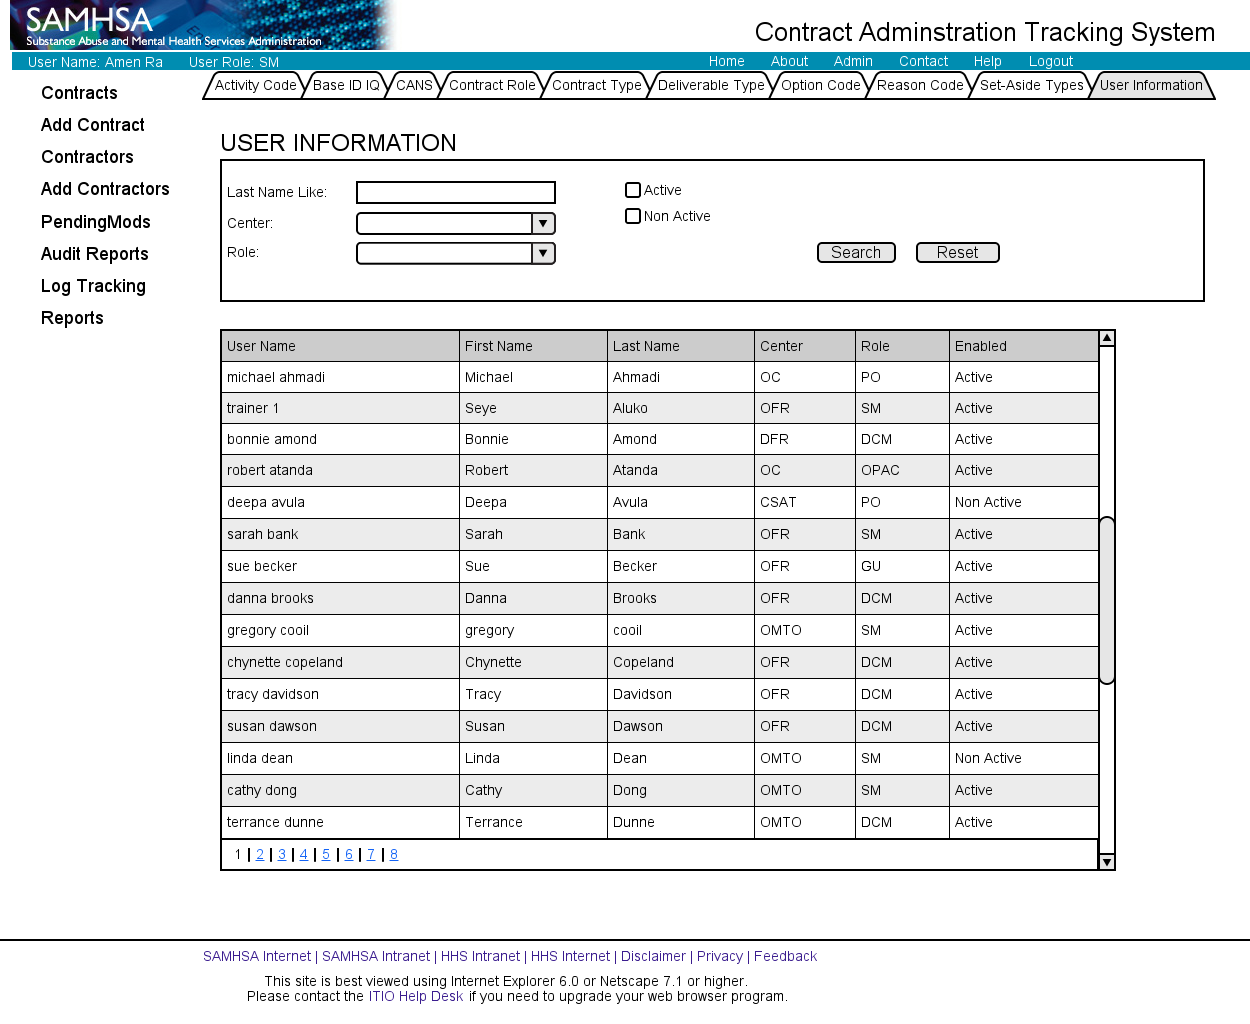 SAMHSA
Substance Abuse and Mental Health Services Administration
Contract Adminstration Tracking System
User Name: Amen Ra User Role: SM Home About Admin Contact Help Logout
Activity Code Base ID IQ CANS Contract Role Contract Type Deliverable Type Option Code Reason Code Set-Aside Types User Information
Contracts
Add Contract
Contractors
Add Contractors
PendingMods
Audit Reports
Log Tracking
Reports
USER INFORMATION
Last Name Like: Active
Center: Non Active
Role: Search Reset
User Name First Name Last Name Center Role Enabled
michael ahmadi Michael Ahmadi OC PO Active
trainer 1 Seye Aluko OFR SM Active
bonnie amond Bonnie Amond DFR DCM Active
robert atanda Robert Atanda OC OPAC Active
deepa avula Deepa Avula CSAT PO Non Active
sarah bank Sarah Bank OFR SM Active
sue becker Sue Becker OFR GU Active
danna brooks Danna Brooks OFR DCM Active
gregory cooil gregory cooil OMTO SM Active
chynette copeland Chynette Copeland OFR DCM Active
tracy davidson Tracy Davidson OFR DCM Active
susan dawson Susan Dawson OFR DCM Active
linda dean Linda Dean OMTO SM Non Active
cathy dong Cathy Dong OMTO SM Active
terrance dunne Terrance Dunne OMTO DCM Active
1 | 2 | 3 | 4 | 5 | 6 | 7 | 8
SAMHSA Internet | SAMHSA Intranet | HHS Intranet | HHS Internet | Disclaimer | Privacy | Feedback
This site is best viewed using Internet Explorer 6.0 or Netscape 7.1 or higher.
Please contact the ITIO Help Desk if you need to upgrade your web browser program.